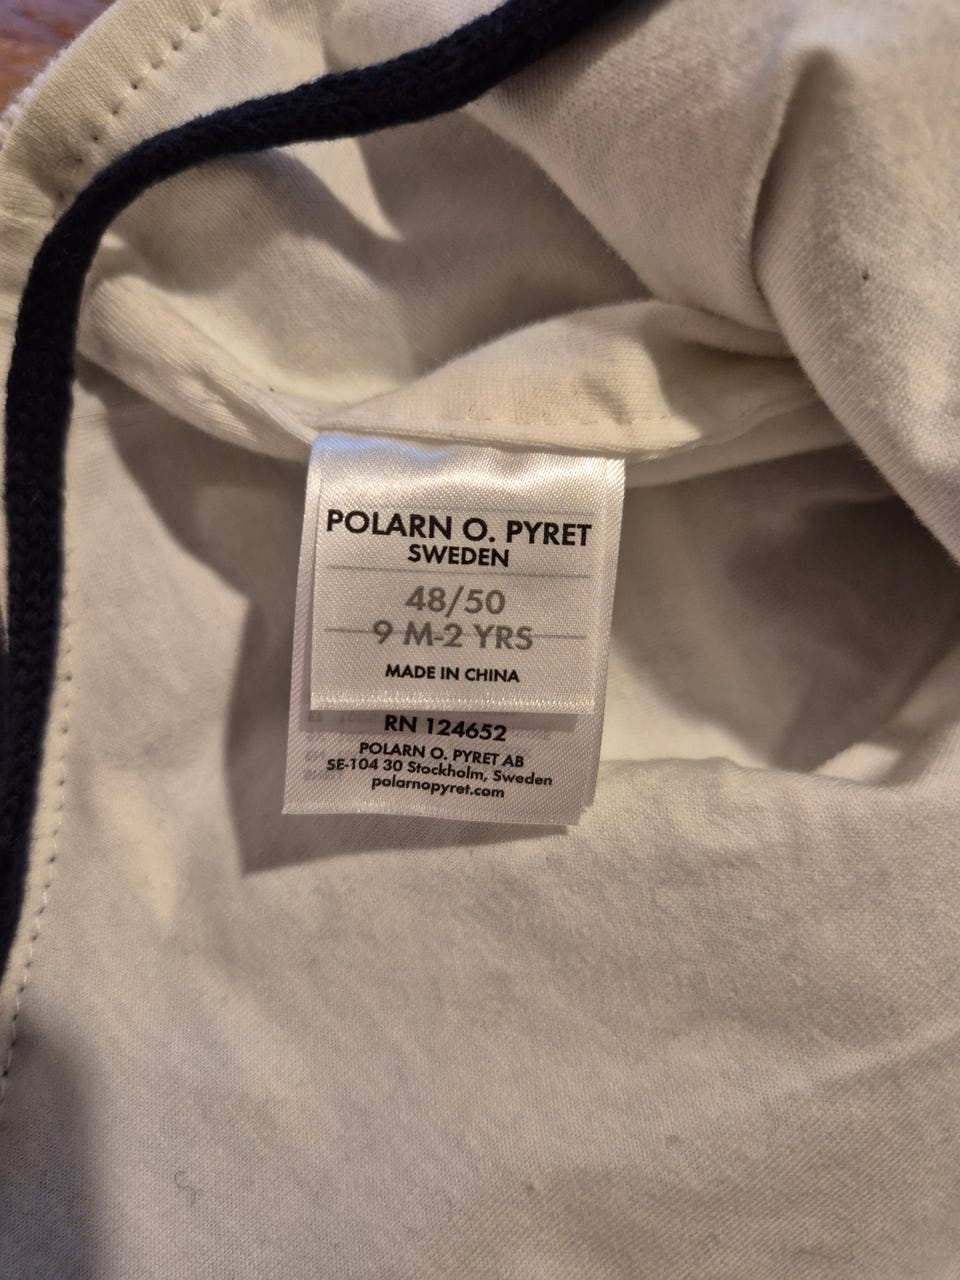 POLARN O. PYRET
SWEDEN
48/50
9 M-2 YRS
MADE IN CHINA
RN 124652
POLARN O. PYRET AB
SE-104 30 Stockholm, Sweden
polarnopyret.com